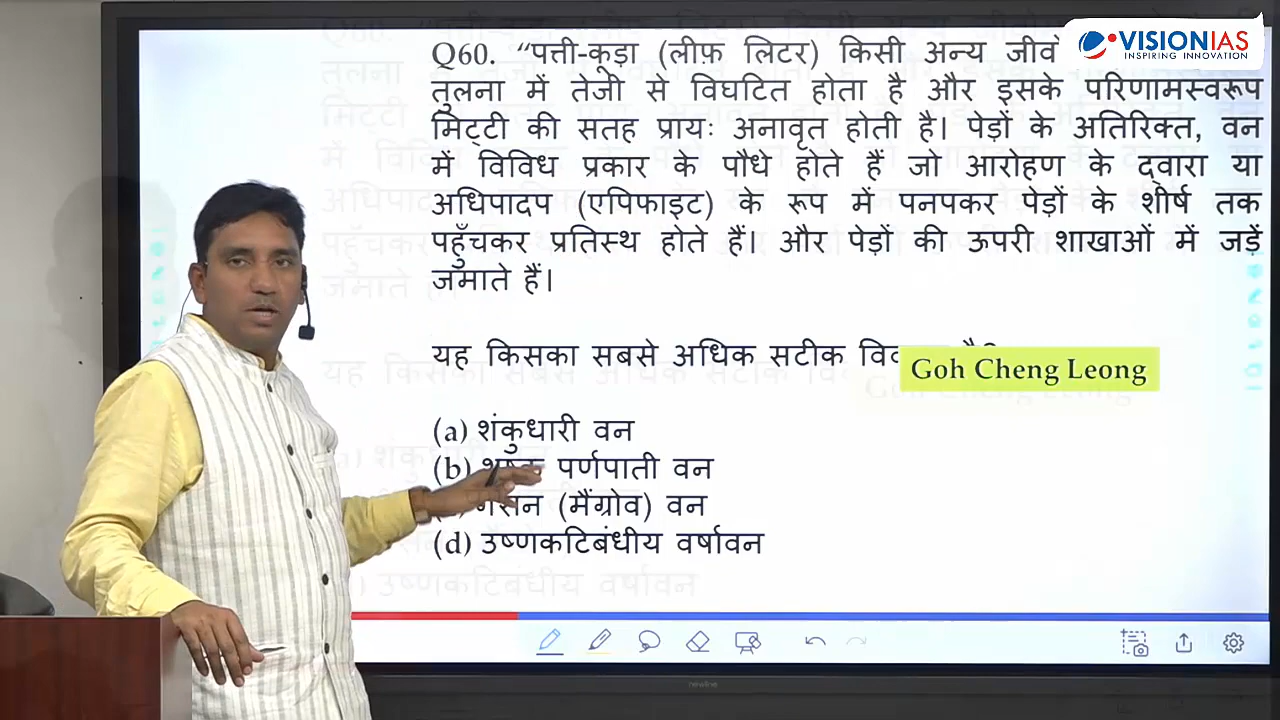 VISIONIAS
INSPIRING INNOVATION
Q60. “पत्ती-कूड़ा (लीफ़ लिटर) किसी अन्य
तुलना में तेजी से विघटित होता है और इसके परिणामस्वरूप
मिट्टी की सतह प्रायः अनावृत होती है। पेड़ों के अतिरिक्त, वन
में विविध प्रकार के पौधे होते हैं जो आरोहण के द्वारा या
अधिपादप (एपिफाइट) के रूप में पनपकर पेड़ों के शीर्ष तक
पहुँचकर प्रतिस्थ होते हैं। और पेड़ों की ऊपरी शाखाओं में जड़ें
जमाते हैं।
यह किसका सबसे अधिक सटीक
Goh Cheng Leong
(a) शंकुधारी वन
(b) पर्णपाती वन
(मैंग्रोव) वन
(d) उष्णकटिबंधीय वर्षावन